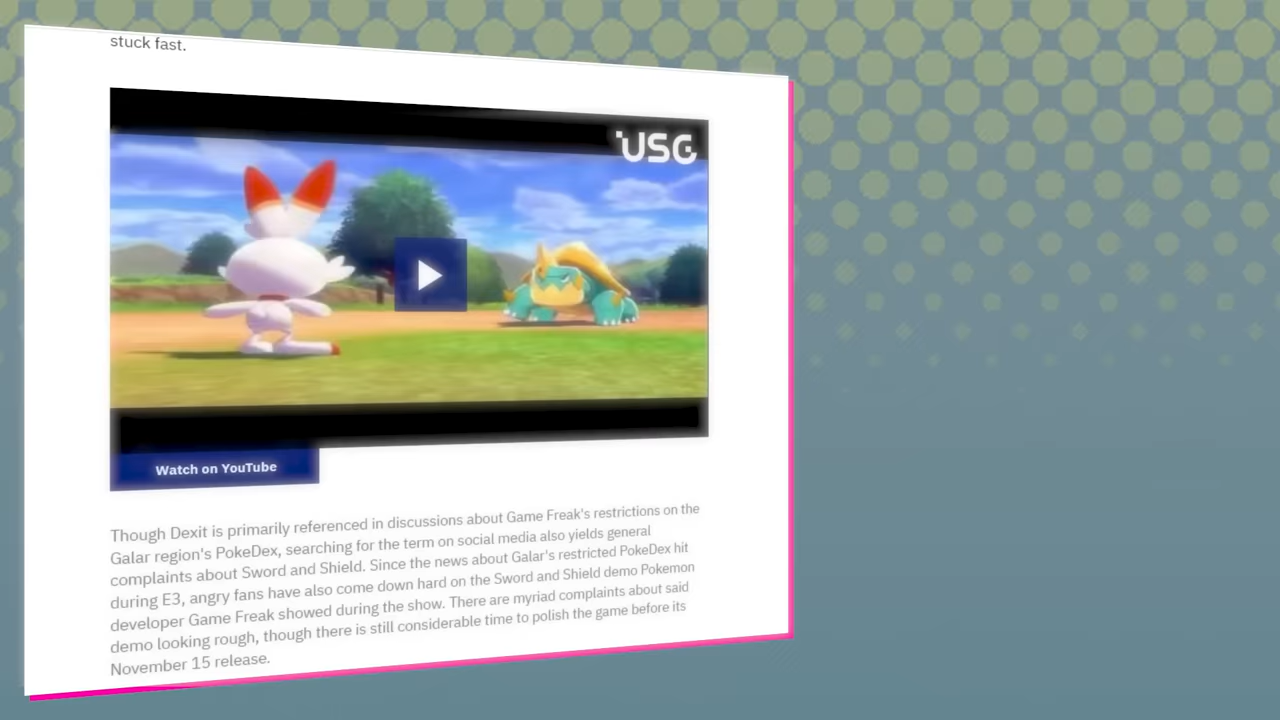 stuck fast.
USG
Watch on YouTube
Though Dexit is primarily referenced in discussions about Game Freak's restrictions on the
Galar region's PokeDex, searching for the term on social media also yields general
complaints about Sword and Shield. Since the news about Galar's restricted PokeDex hit
during E3, angry fans have also come down hard on the Sword and Shield demo Pokemon
developer Game Freak showed during the show. There are myriad complaints about said
demo looking rough, though there is still considerable time to polish the game before its
November 15 release.